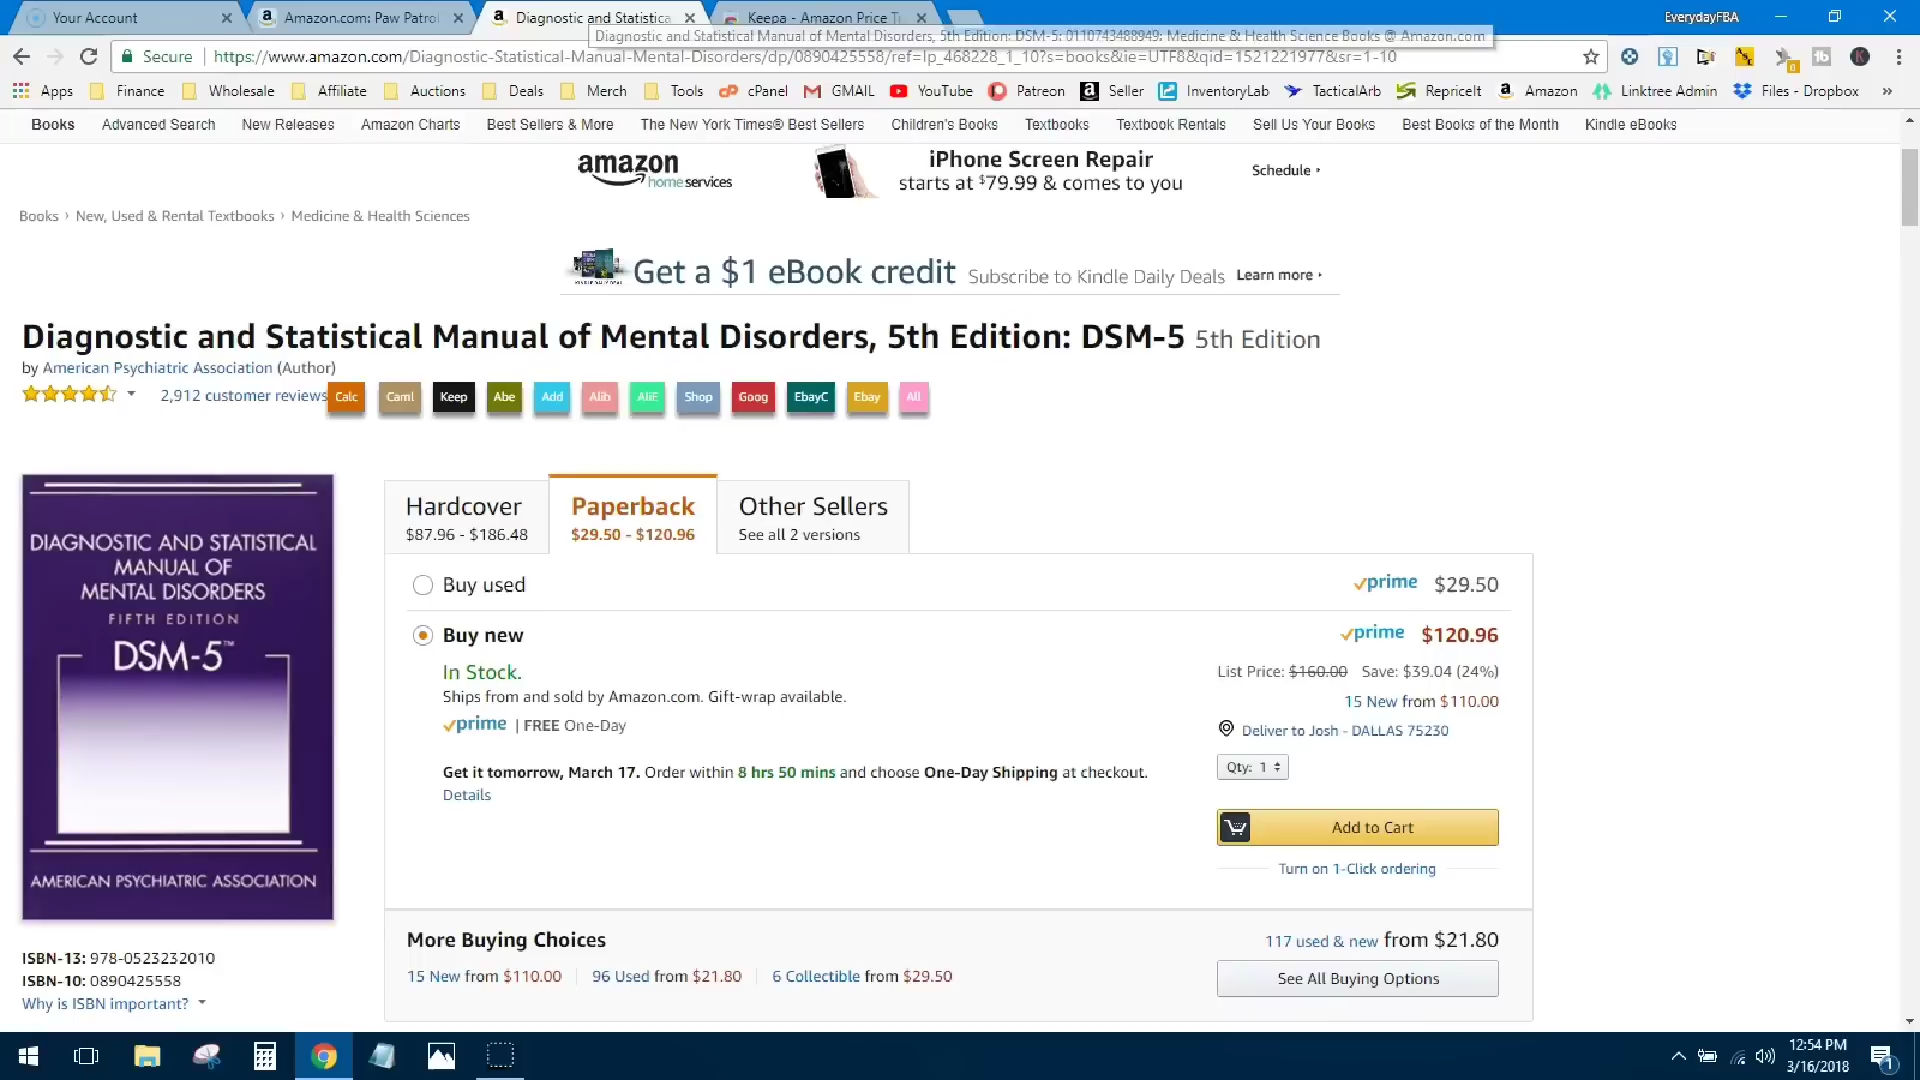 Your Account
Amazon.com: Paw Patrol
Diagnostic and Statistica
Keepa - Amazon Price T
EverydayFBA
Diagnostic and Statistical Manual of Mental Disorders, 5th Edition: DSM-5: 0110743488949: Medicine & Health Science Books @ Amazon.com
Secure
https://www.amazon.com/Diagnostic-Statistical-Manual-Mental-Disorders/dp/0890425558/ref=lp_468228_1_10?s=books&ie=UTF8&qid=1521221977&sr=1-10
Apps Finance Wholesale Affiliate Auctions Deals Merch Tools cPanel GMAIL YouTube Patreon Seller InventoryLab TacticalArb RepriceIt Amazon Linktree Admin Files - Dropbox »
Books Advanced Search New Releases Amazon Charts Best Sellers & More The New York Times® Best Sellers Children's Books Textbooks Textbook Rentals Sell Us Your Books Best Books of the Month Kindle eBooks
amazon
home services
iPhone Screen Repair
starts at $79.99 & comes to you
Schedule ›
Books › New, Used & Rental Textbooks › Medicine & Health Sciences
Get a $1 eBook credit Subscribe to Kindle Daily Deals Learn more ›
Diagnostic and Statistical Manual of Mental Disorders, 5th Edition: DSM-5 5th Edition
by American Psychiatric Association (Author)
2,912 customer reviews
Calc Caml Keep Abe Add Alib AliE Shop Goog EbayC Ebay All
DIAGNOSTIC AND STATISTICAL
MANUAL OF
MENTAL DISORDERS
FIFTH EDITION
DSM-5™
AMERICAN PSYCHIATRIC ASSOCIATION
ISBN-13: 978-0523232010
ISBN-10: 0890425558
Why is ISBN important?
Hardcover
$87.96 - $186.48
Paperback
$29.50 - $120.96
Other Sellers
See all 2 versions
Buy used
prime $29.50
Buy new
prime $120.96
In Stock.
Ships from and sold by Amazon.com. Gift-wrap available.
prime | FREE One-Day
Get it tomorrow, March 17. Order within 8 hrs 50 mins and choose One-Day Shipping at checkout.
Details
List Price: $160.00 Save: $39.04 (24%)
15 New from $110.00
Deliver to Josh - DALLAS 75230
Qty: 1
Add to Cart
Turn on 1-Click ordering
More Buying Choices
15 New from $110.00 96 Used from $21.80 6 Collectible from $29.50
117 used & new from $21.80
See All Buying Options
12:54 PM
3/16/2018
1